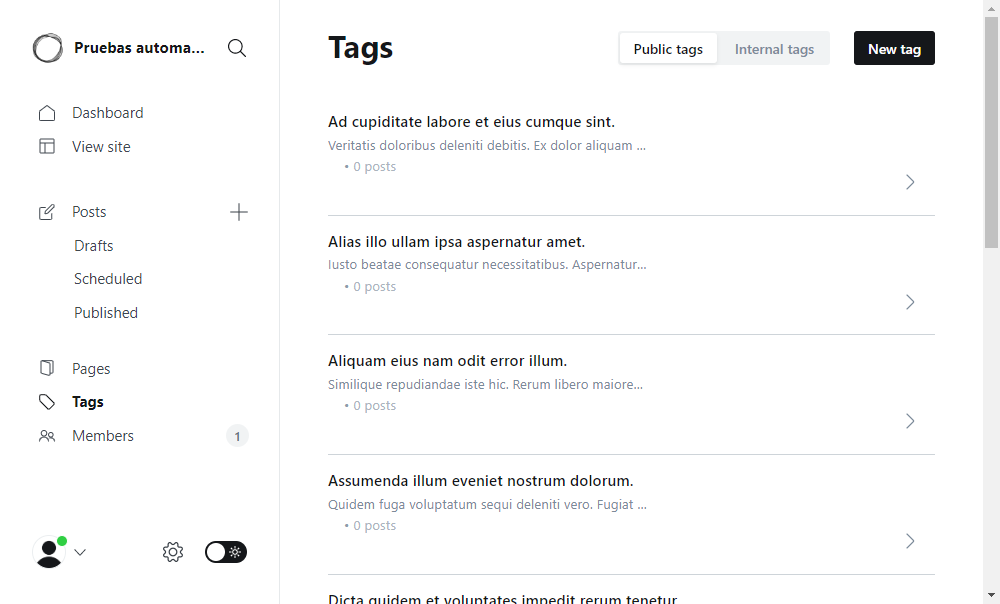 Pruebas automa...
Dashboard
View site
Posts
Drafts
Scheduled
Published
Pages
Tags
Members
1
Tags
Public tags
Internal tags
New tag
Ad cupiditate labore et eius cumque sint.
Veritatis doloribus deleniti debitis. Ex dolor aliquam ...
• 0 posts
Alias illo ullam ipsa aspernatur amet.
Iusto beatae consequatur necessitatibus. Aspernatur...
• 0 posts
Aliquam eius nam odit error illum.
Similique repudiandae iste hic. Rerum libero maiore...
• 0 posts
Assumenda illum eveniet nostrum dolorum.
Quidem fuga voluptatum sequi deleniti vero. Fugiat ...
• 0 posts
Dicta quidem et voluptates impedit rerum tenetur